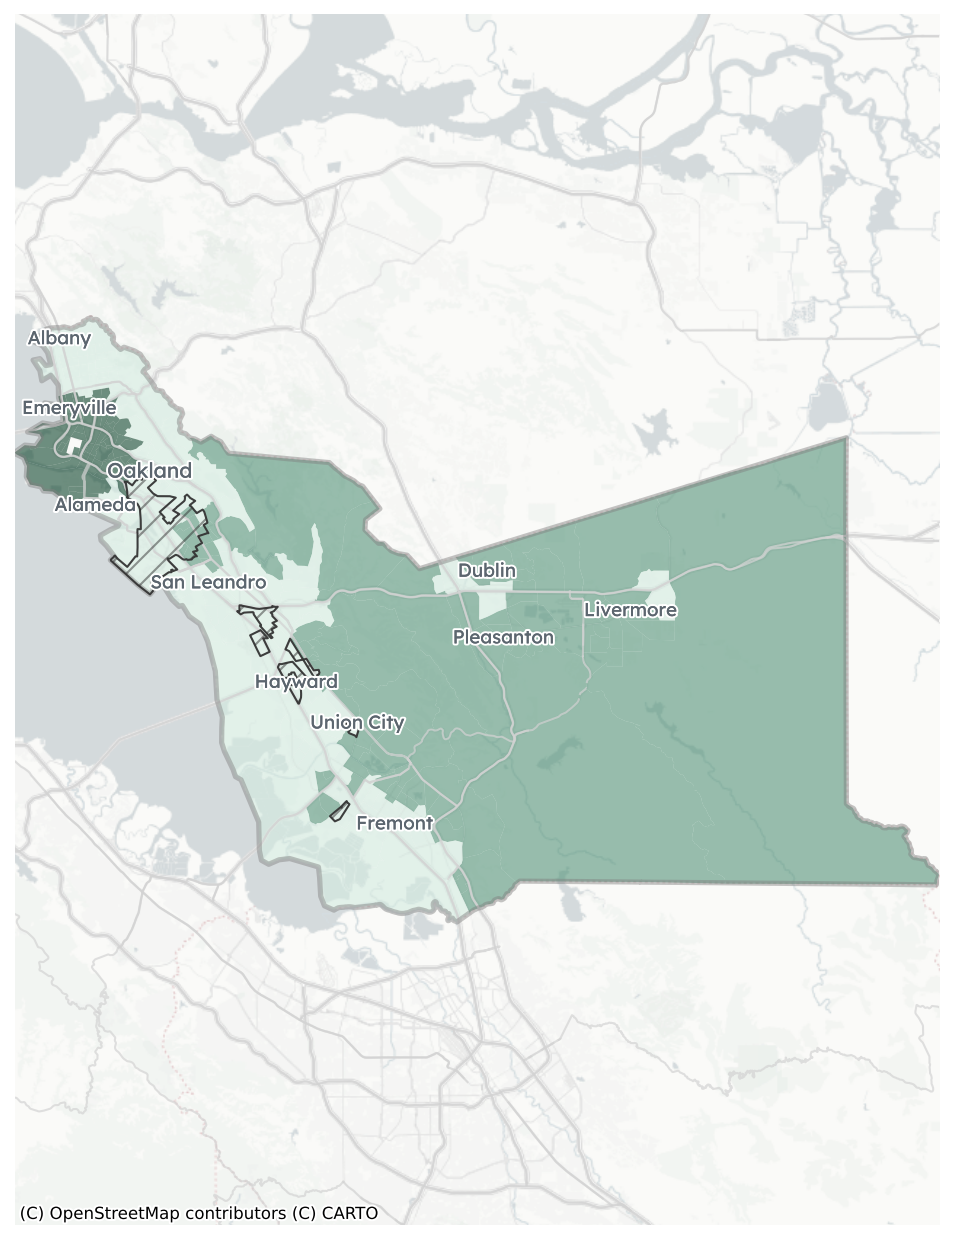 Albany
Emeryville
Oakland
Alameda
San Leandro
Dublin
Livermore
Pleasanton
Hayward
Union City
Fremont
(C) OpenStreetMap contributors (C) CARTO